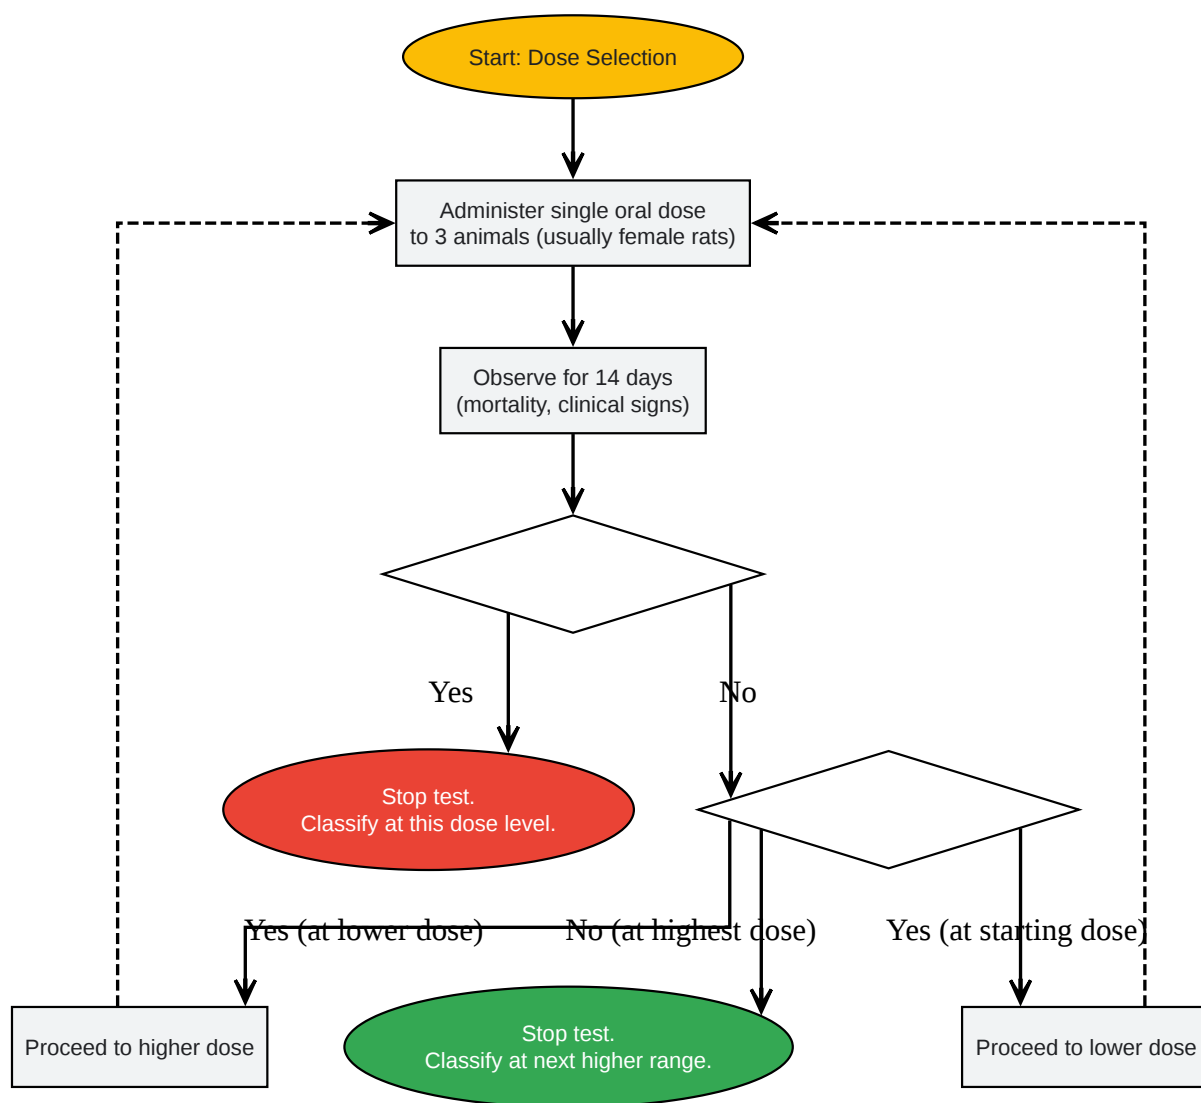 Start: Dose Selection
Administer single oral dose
to 3 animals (usually female rats)
Observe for 14 days
(mortality, clinical signs)
Yes
No
Stop test.
Classify at this dose level.
Yes (at lower dose)
No (at highest dose)
Yes (at starting dose)
Proceed to higher dose
Stop test.
Classify at next higher range.
Proceed to lower dose